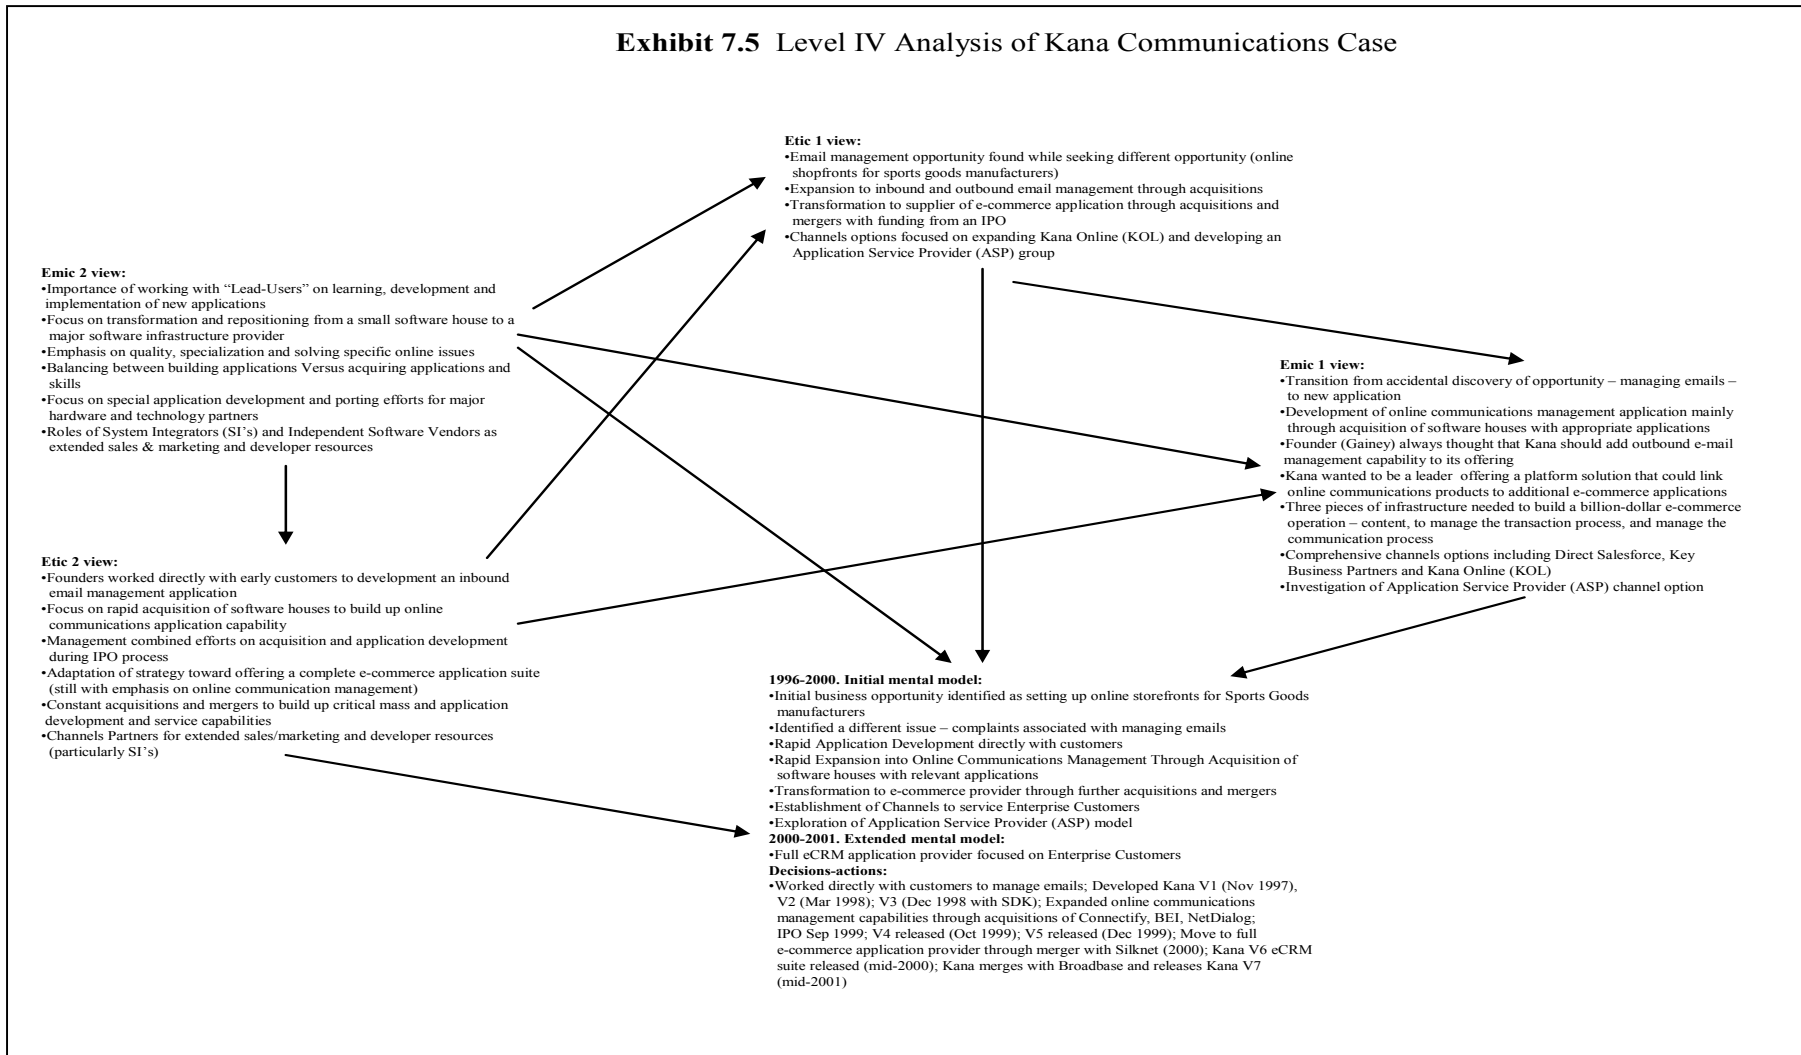 Exhibit 7.5 Level IV Analysis of Kana Communications Case
Etic 1 view:
•Email management opportunity found while seeking different opportunity (online
shopfronts for sports goods manufacturers)
•Expansion to inbound and outbound email management through acquisitions
•Transformation to supplier of e-commerce application through acquisitions and
mergers with funding from an IPO
•Channels options focused on expanding Kana Online (KOL) and developing an
Application Service Provider (ASP) group
Emic 2 view:
•Importance of working with “Lead-Users” on learning, development and
implementation of new applications
•Focus on transformation and repositioning from a small software house to a
major software infrastructure provider
•Emphasis on quality, specialization and solving specific online issues
•Balancing between building applications Versus acquiring applications and
skills
•Focus on special application development and porting efforts for major
hardware and technology partners
•Roles of System Integrators (SI’s) and Independent Software Vendors as
extended sales & marketing and developer resources
Emic 1 view:
•Transition from accidental discovery of opportunity – managing emails –
to new application
•Development of online communications management application mainly
through acquisition of software houses with appropriate applications
•Founder (Gainey) always thought that Kana should add outbound e-mail
management capability to its offering
•Kana wanted to be a leader offering a platform solution that could link
online communications products to additional e-commerce applications
•Three pieces of infrastructure needed to build a billion-dollar e-commerce
operation – content, to manage the transaction process, and manage the
communication process
•Comprehensive channels options including Direct Salesforce, Key
Business Partners and Kana Online (KOL)
•Investigation of Application Service Provider (ASP) channel option
Etic 2 view:
•Founders worked directly with early customers to development an inbound
email management application
•Focus on rapid acquisition of software houses to build up online
communications application capability
•Management combined efforts on acquisition and application development
during IPO process
•Adaptation of strategy toward offering a complete e-commerce application suite
(still with emphasis on online communication management)
•Constant acquisitions and mergers to build up critical mass and application
development and service capabilities
•Channels Partners for extended sales/marketing and developer resources
(particularly SI’s)
1996-2000. Initial mental model:
•Initial business opportunity identified as setting up online storefronts for Sports Goods
manufacturers
•Identified a different issue – complaints associated with managing emails
•Rapid Application Development directly with customers
•Rapid Expansion into Online Communications Management Through Acquisition of
software houses with relevant applications
•Transformation to e-commerce provider through further acquisitions and mergers
•Establishment of Channels to service Enterprise Customers
•Exploration of Application Service Provider (ASP) model
2000-2001. Extended mental model:
•Full eCRM application provider focused on Enterprise Customers
Decisions-actions:
•Worked directly with customers to manage emails; Developed Kana V1 (Nov 1997),
V2 (Mar 1998); V3 (Dec 1998 with SDK); Expanded online communications
management capabilities through acquisitions of Connectify, BEI, NetDialog;
IPO Sep 1999; V4 released (Oct 1999); V5 released (Dec 1999); Move to full
e-commerce application provider through merger with Silknet (2000); Kana V6 eCRM
suite released (mid-2000); Kana merges with Broadbase and releases Kana V7
(mid-2001)